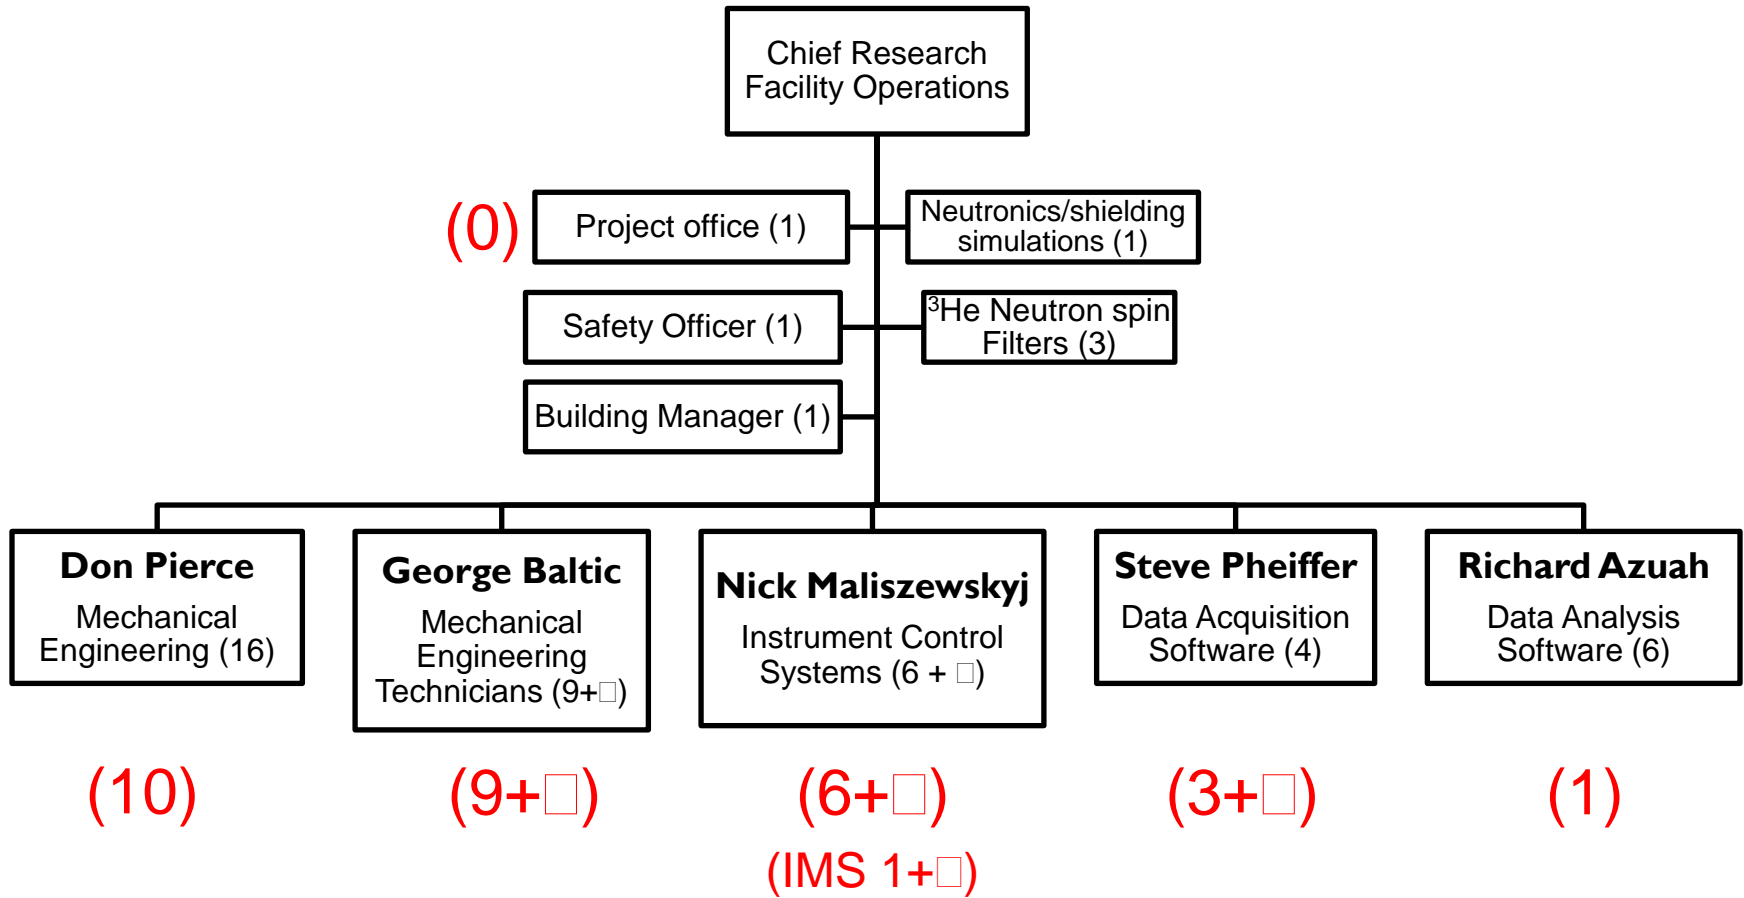 Chief Research
Facility Operations
(0)
Project office (1)
Neutronics/shielding
simulations (1)
Safety Officer (1)
³He Neutron spin
Filters (3)
Building Manager (1)
Don Pierce
Mechanical
Engineering (16)
George Baltic
Mechanical
Engineering
Technicians (9+□)
Nick Maliszewskyj
Instrument Control
Systems (6 + □)
Steve Pheiffer
Data Acquisition
Software (4)
Richard Azuah
Data Analysis
Software (6)
(10)
(9+□)
(6+□)
(3+□)
(1)
(IMS 1+□)